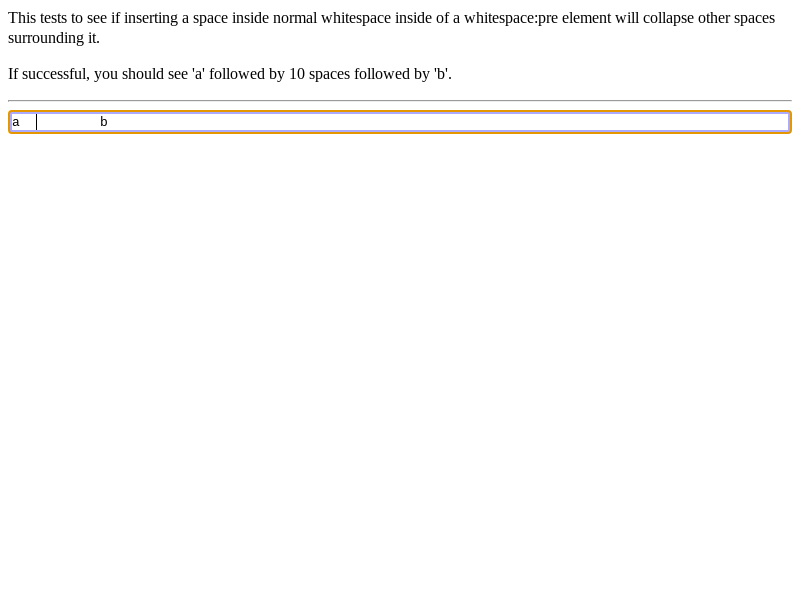 This tests to see if inserting a space inside normal whitespace inside of a whitespace:pre element will collapse other spaces
surrounding it.
If successful, you should see 'a' followed by 10 spaces followed by 'b'.
a          b